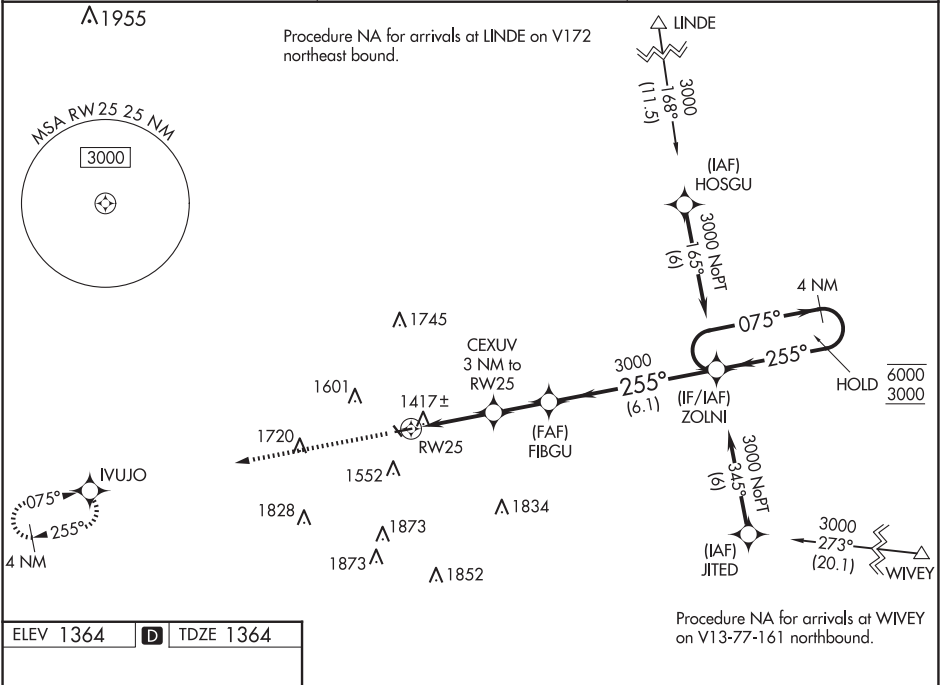 1955
Procedure NA for arrivals at LINDE on V172
northeast bound.
LINDE
3000
168°
(11.5)
MSA RW25 25 NM
3000
(IAF)
HOSGU
3000 NoPT
165°
(6)
4 NM
075°
255°
HOLD
6000
3000
1745
CEXUV
3 NM to
RW25
3000
255°
(6.1)
(IF/IAF)
ZOLNI
1601
1417±
RW25
(FAF)
FIBGU
1720
1552
IVUJO
075°
255°
4 NM
1828
1873
1873
1834
1852
3000 NoPT
345°
(6)
(IAF)
JITED
3000
273°
(20.1)
WIVEY
Procedure NA for arrivals at WIVEY
on V13-77-161 northbound.
ELEV 1364 D TDZE 1364